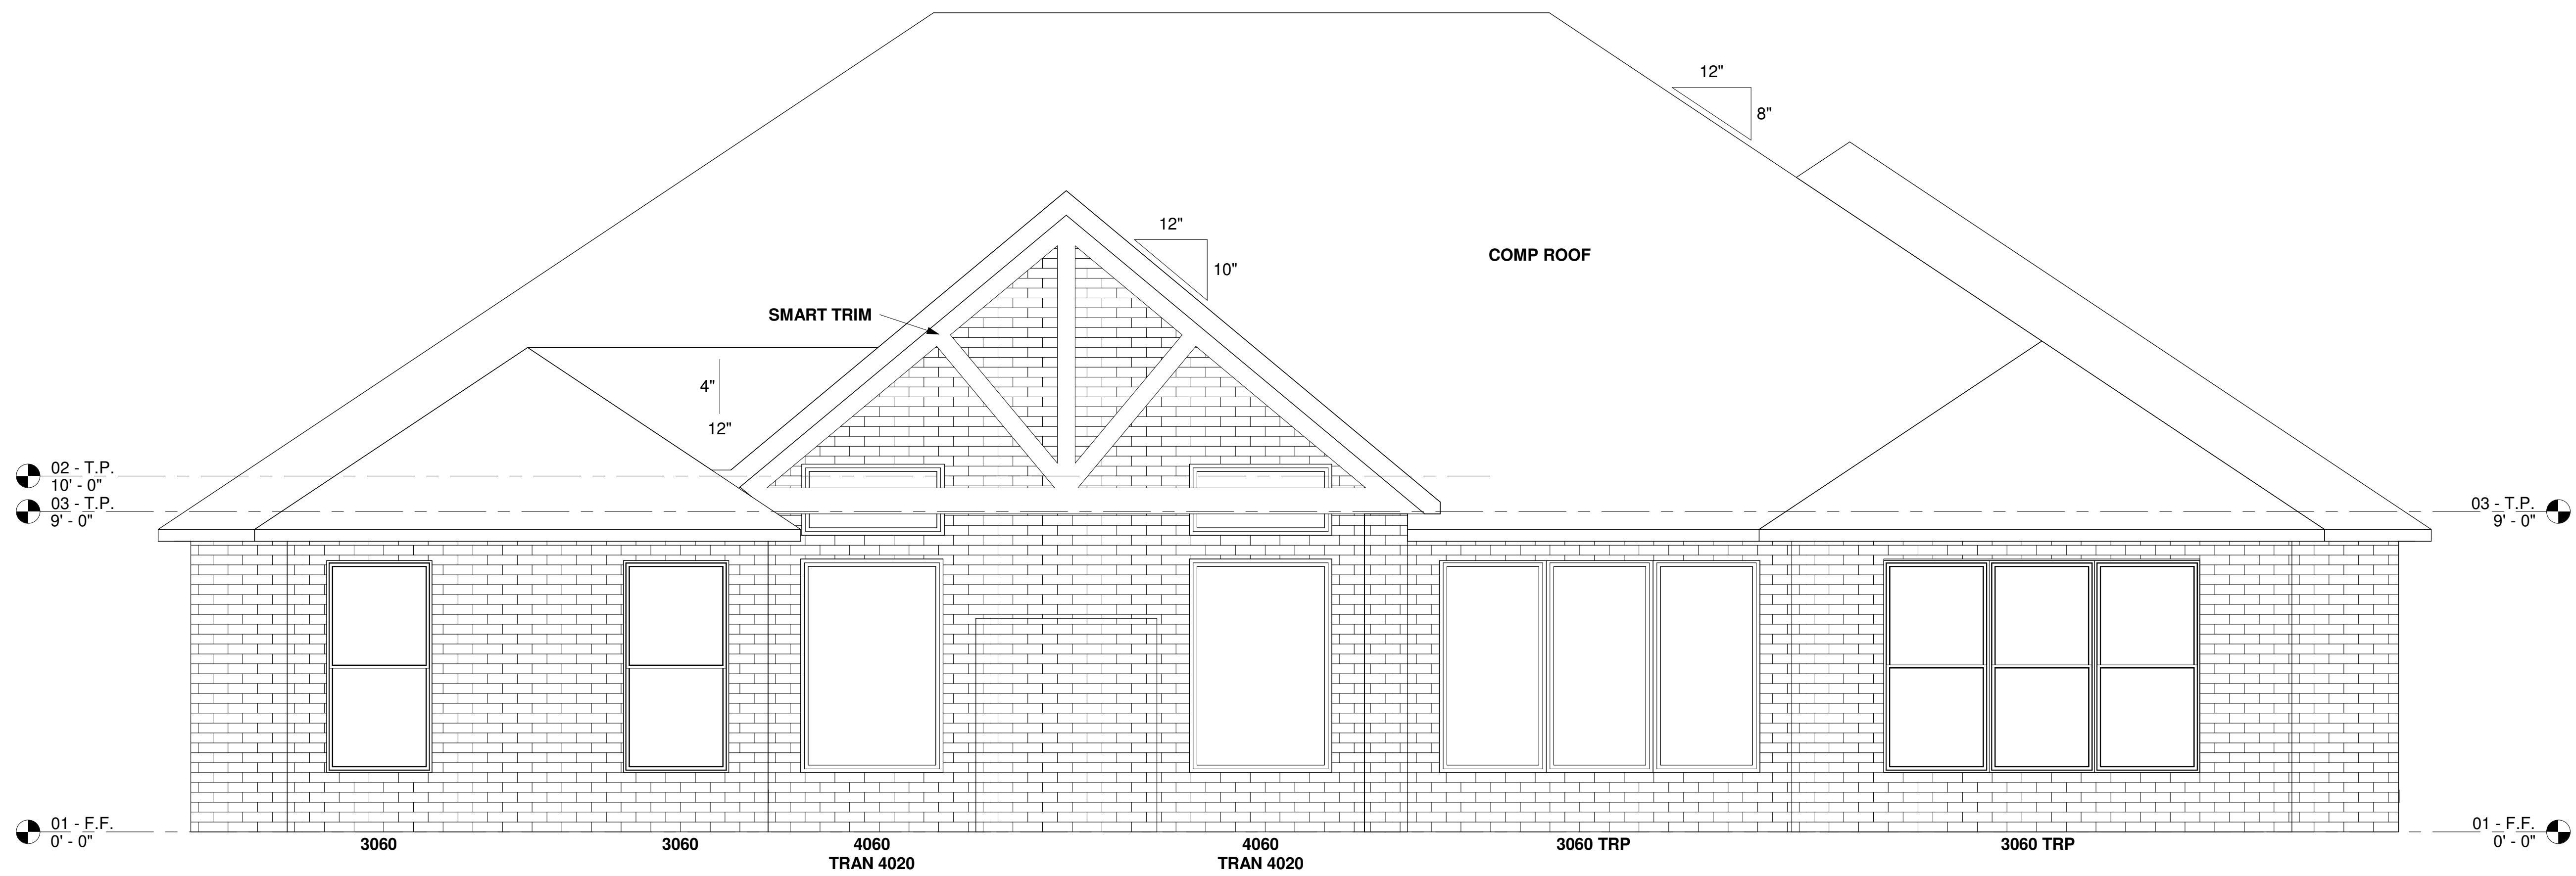 12"
8"
12"
10"
COMP ROOF
SMART TRIM
4"
12"
02 - T.P.
10' - 0"
03 - T.P.
9' - 0"
03 - T.P.
9' - 0"
01 - F.F.
0' - 0"
01 - F.F.
0' - 0"
3060
3060
4060
TRAN 4020
4060
TRAN 4020
3060 TRP
3060 TRP